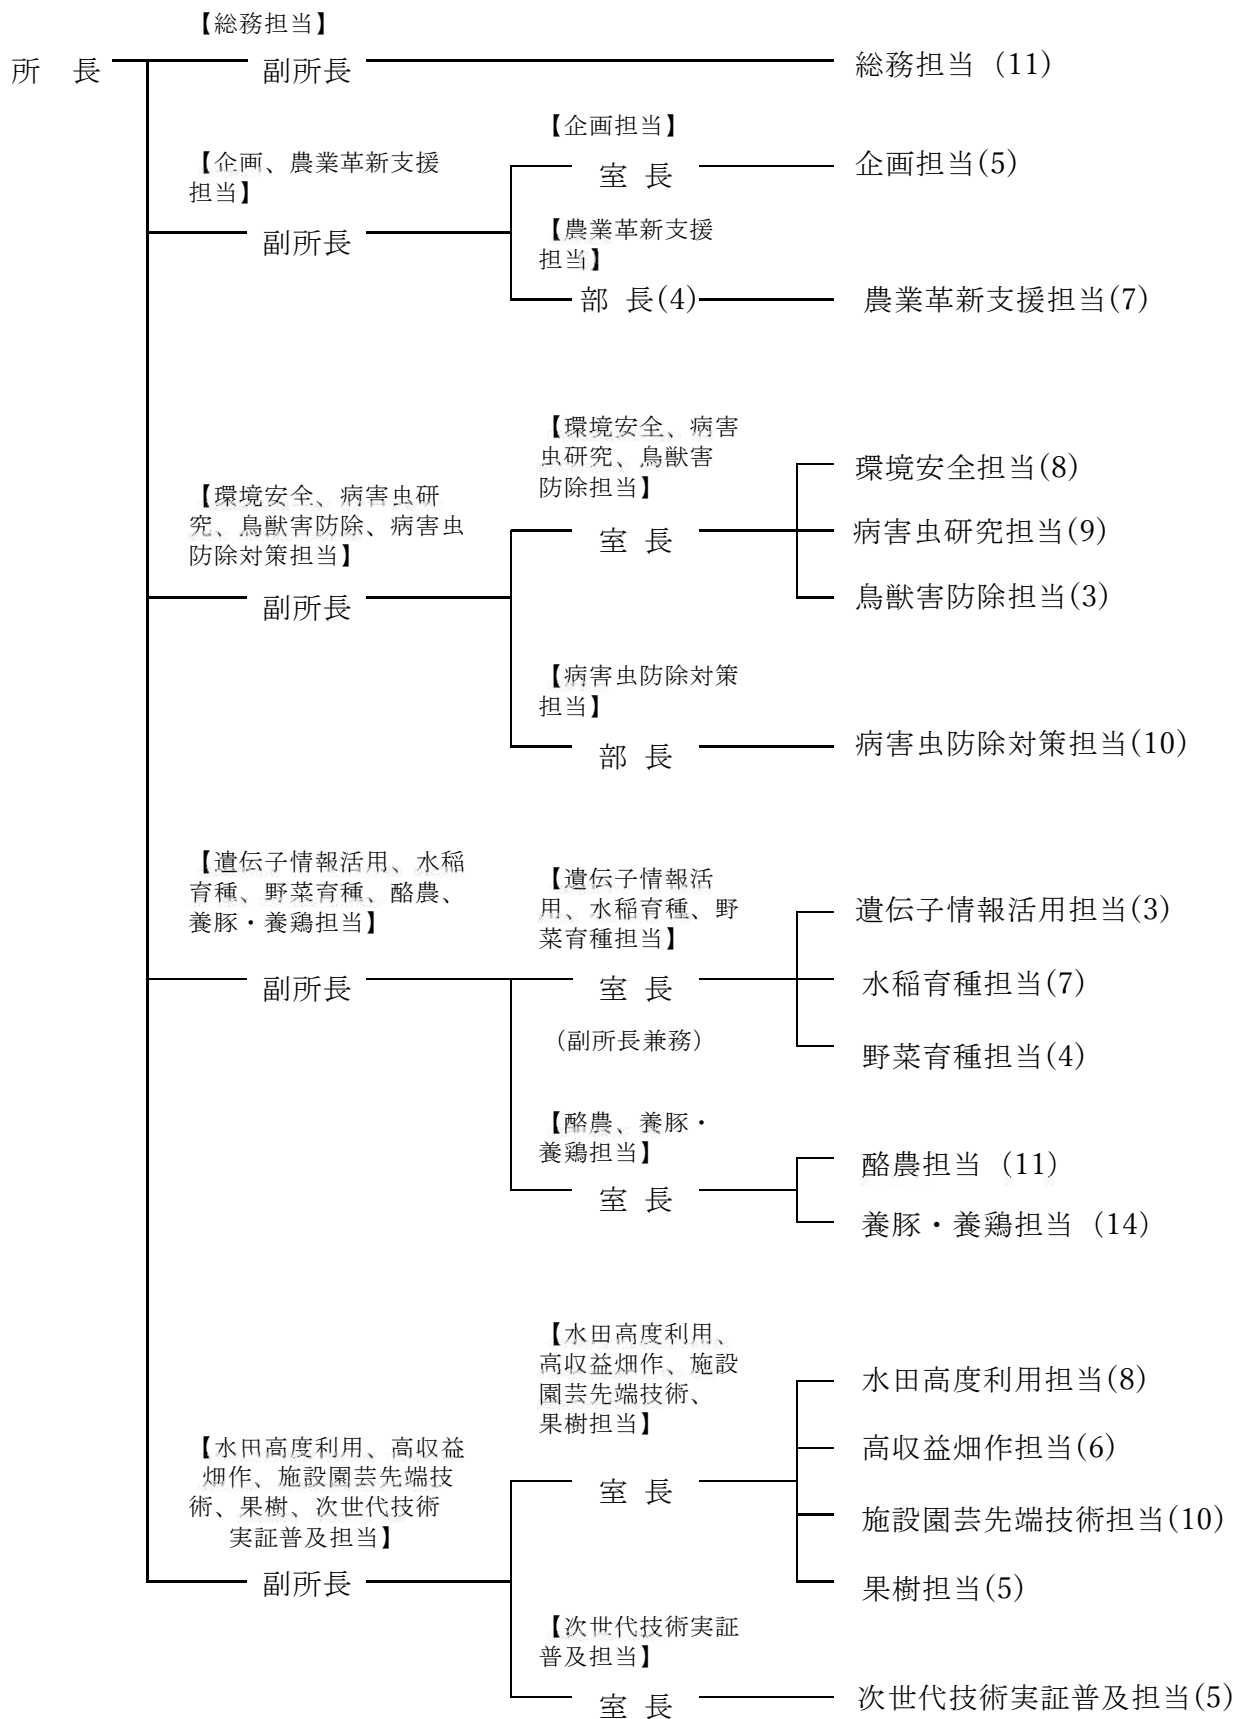 【総務担当】
所　長
副所長
総務担当 (11)
【企画担当】
【企画、農業革新支援
担当】
室 長
企画担当(5)
副所長
【農業革新支援
担当】
部 長(4)
農業革新支援担当(7)
【環境安全、病害
虫研究、鳥獣害
防除担当】
環境安全担当(8)
【環境安全、病害虫研
究、鳥獣害防除、病害虫
防除対策担当】
室 長
病害虫研究担当(9)
副所長
鳥獣害防除担当(3)
【病害虫防除対策
担当】
部 長
病害虫防除対策担当(10)
【遺伝子情報活用、水稲
育種、野菜育種、酪農、
養豚・養鶏担当】
【遺伝子情報活
用、水稲育種、野
菜育種担当】
遺伝子情報活用担当(3)
副所長
室 長
水稲育種担当(7)
（副所長兼務）
野菜育種担当(4)
【酪農、養豚・
養鶏担当】
酪農担当 (11)
室 長
養豚・養鶏担当 (14)
【水田高度利用、
高収益畑作、施設
園芸先端技術、
果樹担当】
水田高度利用担当(8)
【水田高度利用、高収益
畑作、施設園芸先端技
術、果樹、次世代技術
実証普及担当】
高収益畑作担当(6)
室 長
施設園芸先端技術担当(10)
副所長
果樹担当(5)
【次世代技術実証
普及担当】
室 長
次世代技術実証普及担当(5)